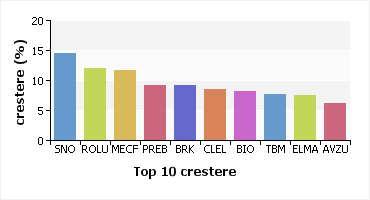 crestere (%)
20
15
10
5
0
SNO ROLU MECF PREB BRK CLEL BIO TBM ELMA AVZU
Top 10 crestere